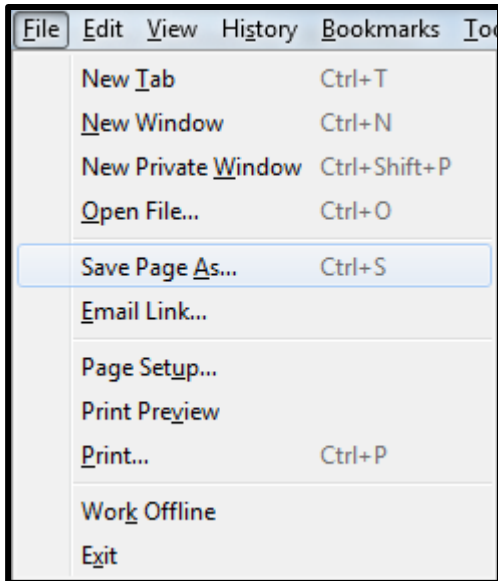 File Edit View History Bookmarks
New Tab Ctrl+T
New Window Ctrl+N
New Private Window Ctrl+Shift+P
Open File... Ctrl+O
Save Page As... Ctrl+S
Email Link...
Page Setup...
Print Preview
Print... Ctrl+P
Work Offline
Exit